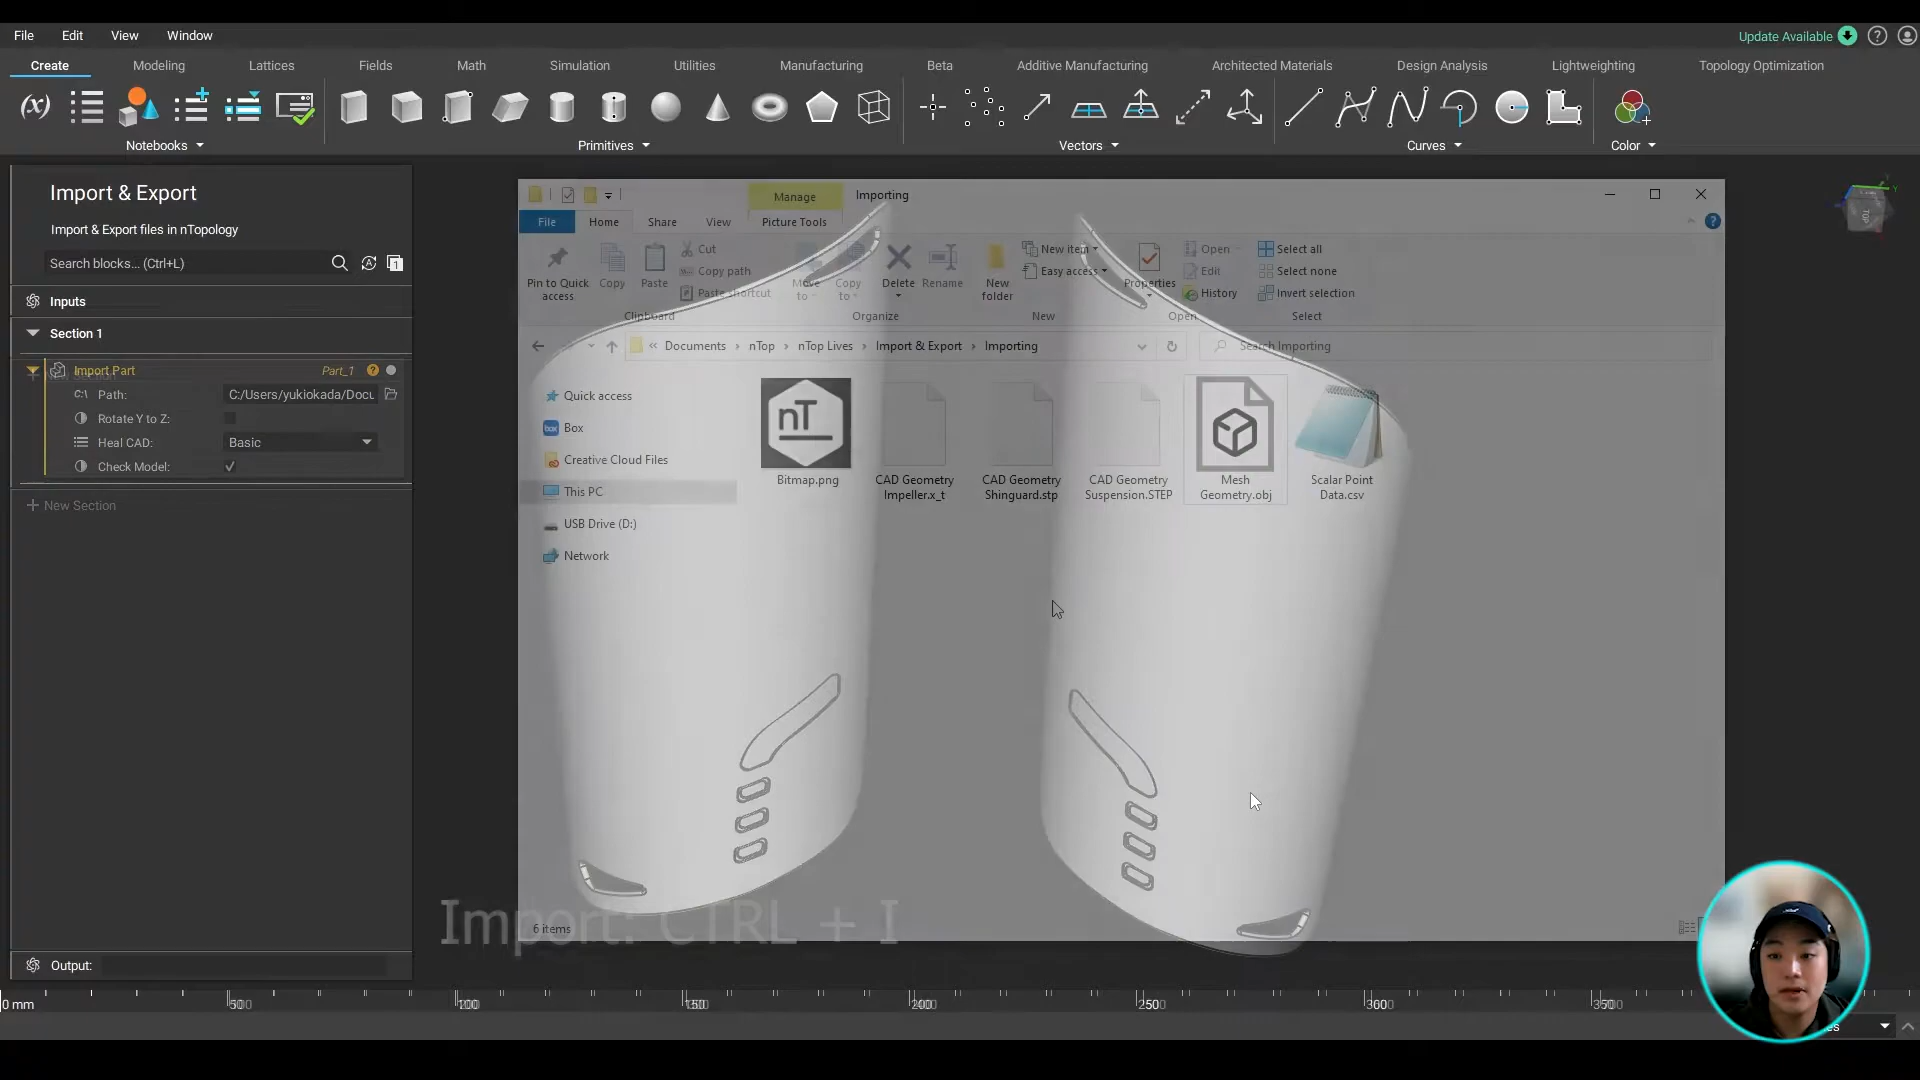 File Edit View Window
Update Available
Create Modeling Lattices Fields Math Simulation Utilities Manufacturing Beta Additive Manufacturing Architected Materials Design Analysis Lightweighting Topology Optimization
(x)
Notebooks Primitives Vectors Curves Color
Import & Export
Import & Export files in nTopology
Search blocks... (Ctrl+L)
Inputs
Section 1
Import Part Part_1
Path: C:/Users/yukiokada/Docu
Rotate Y to Z:
Heal CAD: Basic
Check Model:
New Section
Output:
Manage Importing
File Home Share View Picture Tools
Pin to Quick access
Copy
Paste
Cut
Copy path
Paste shortcut
Clipboard
Move to
Copy to
Delete
Rename
Organize
New folder
New item
Easy access
New
Properties
Open
Edit
History
Open
Select all
Select none
Invert selection
Select
« Documents › nTop › nTop Lives › Import & Export › Importing
Search Importing
Quick access
Box
Creative Cloud Files
This PC
USB Drive (D:)
Network
nT
Bitmap.png
CAD Geometry Impeller.x_t
CAD Geometry Shinguard.stp
CAD Geometry Suspension.STEP
Mesh Geometry.obj
Scalar Point Data.csv
6 items
Import: CTRL + I
0 mm